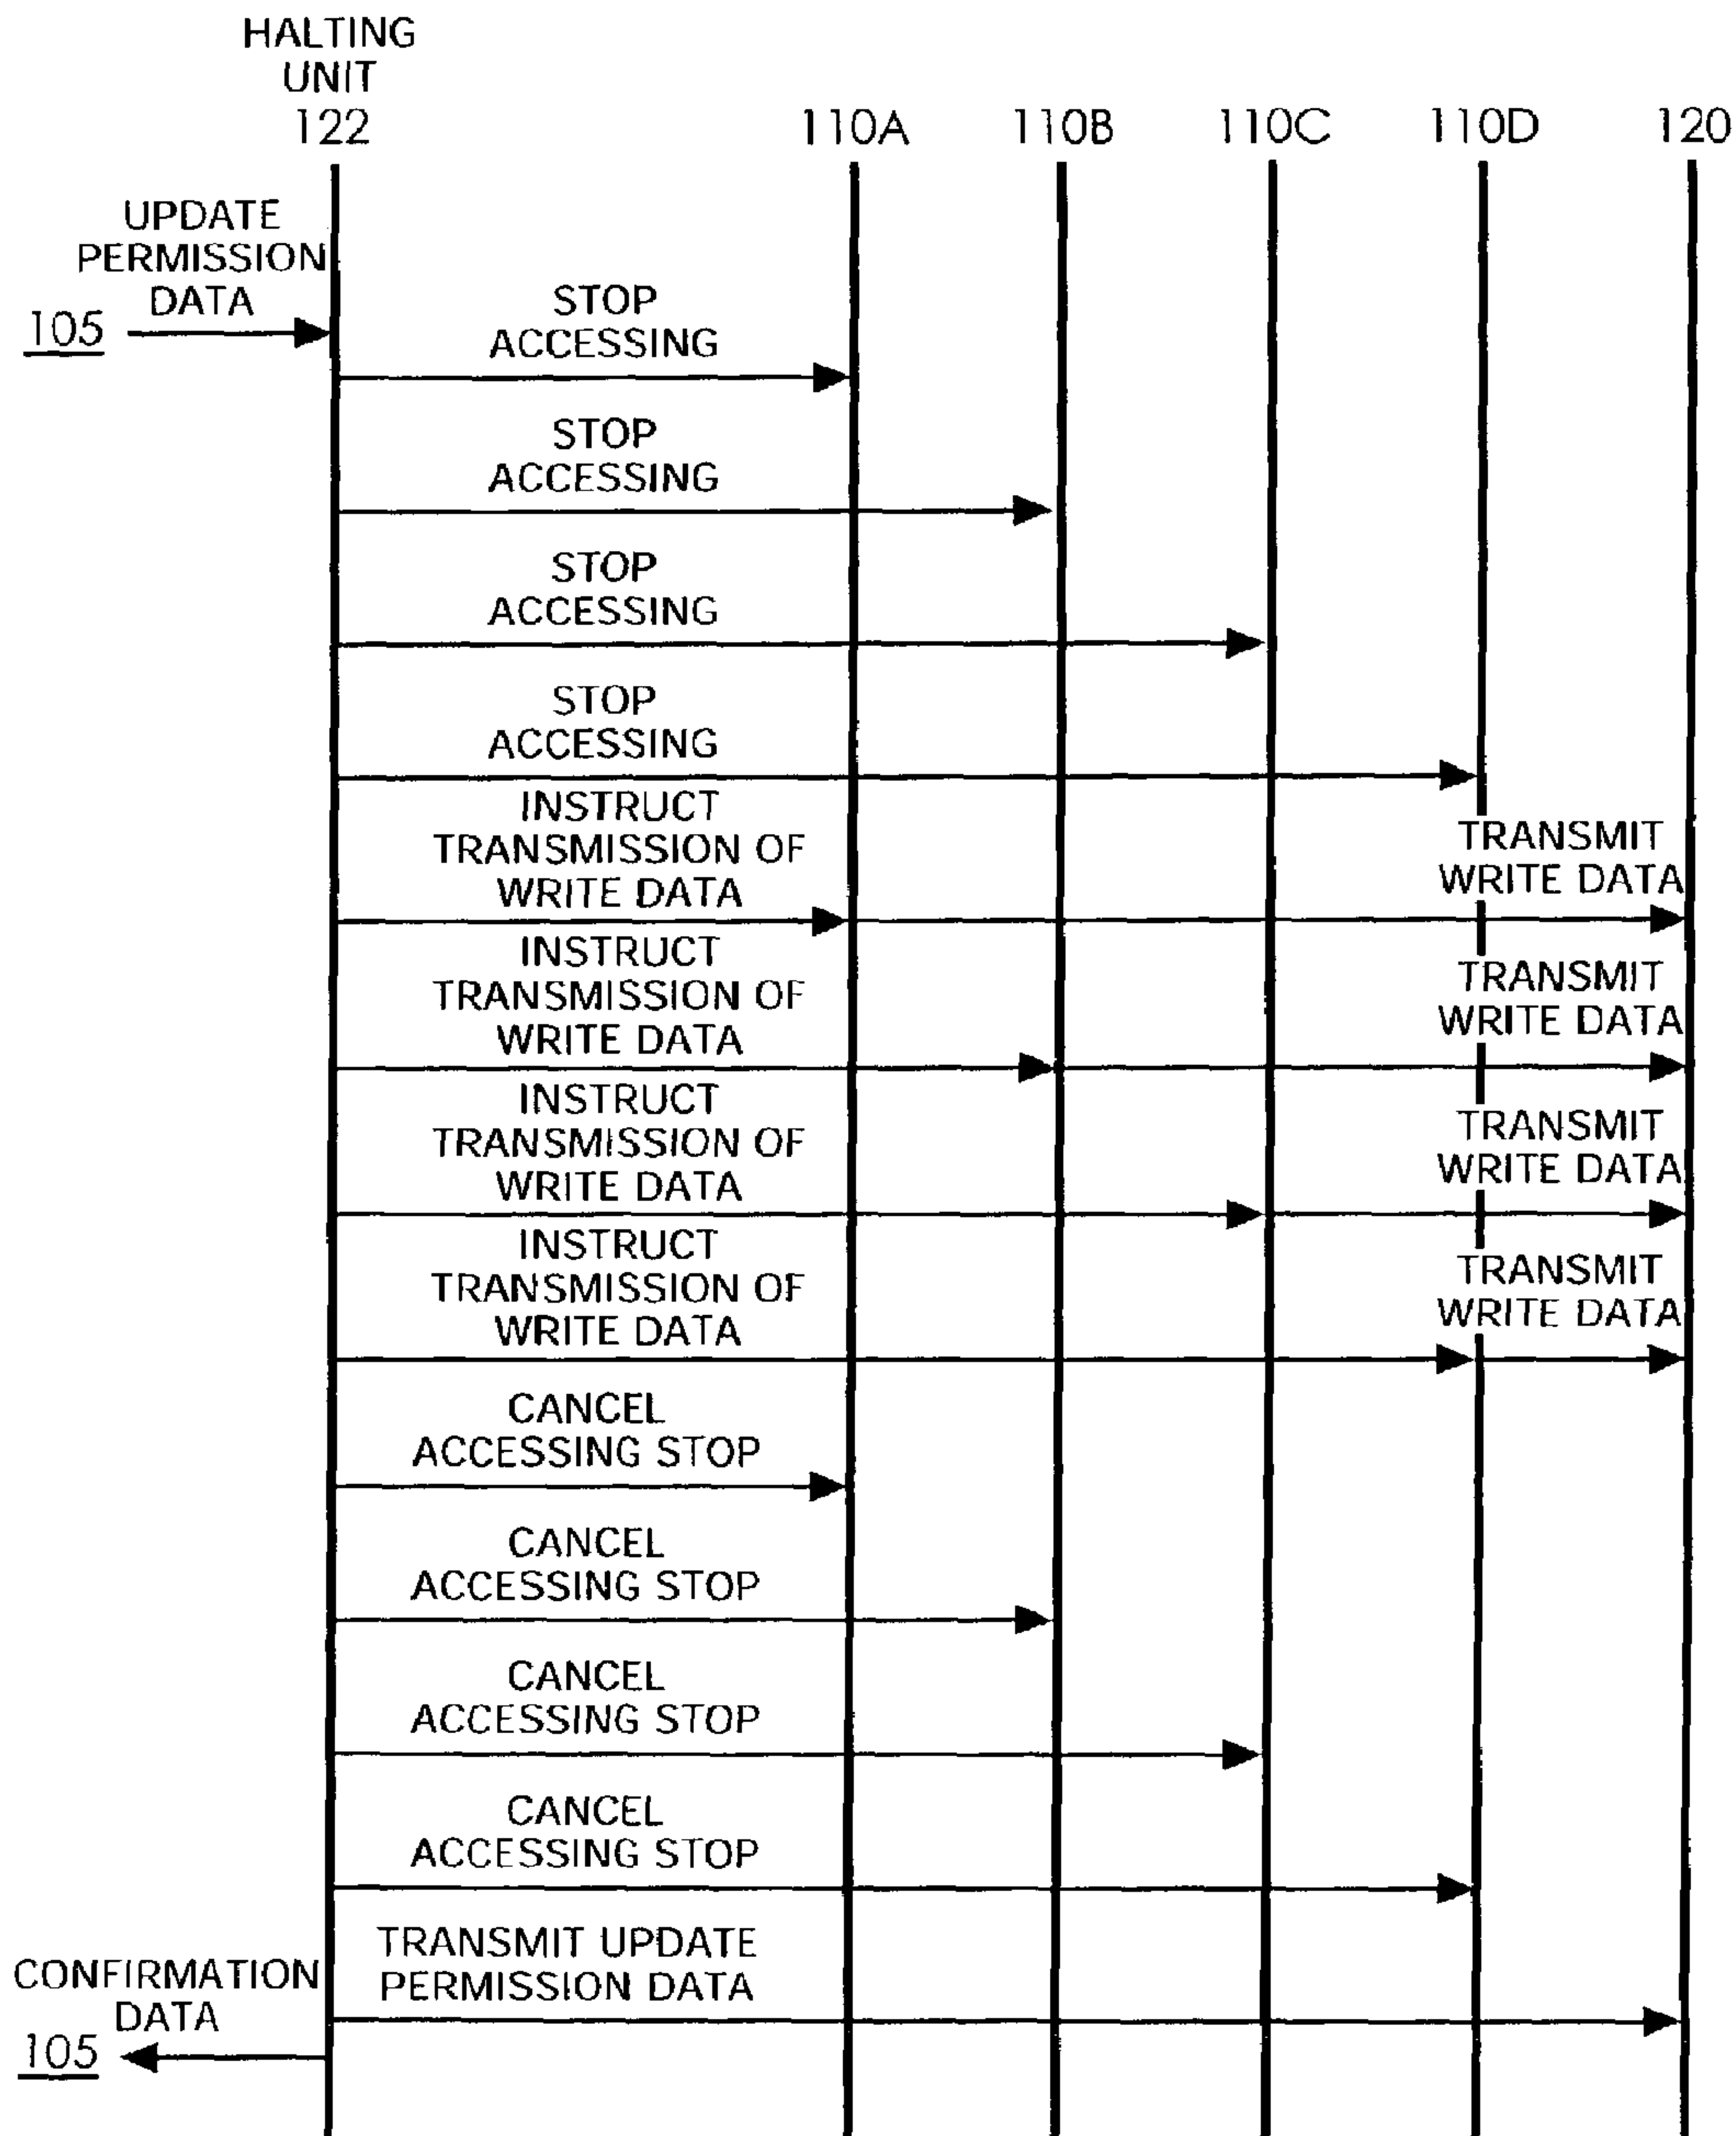 HALTING
UNIT
122
110A
110B
110C
110D
120
UPDATE
PERMISSION
DATA
105
STOP
ACCESSING
STOP
ACCESSING
STOP
ACCESSING
STOP
ACCESSING
INSTRUCT
TRANSMISSION OF
WRITE DATA
TRANSMIT
WRITE DATA
INSTRUCT
TRANSMISSION OF
WRITE DATA
TRANSMIT
WRITE DATA
INSTRUCT
TRANSMISSION OF
WRITE DATA
TRANSMIT
WRITE DATA
INSTRUCT
TRANSMISSION OF
WRITE DATA
TRANSMIT
WRITE DATA
CANCEL
ACCESSING STOP
CANCEL
ACCESSING STOP
CANCEL
ACCESSING STOP
CANCEL
ACCESSING STOP
TRANSMIT UPDATE
PERMISSION DATA
CONFIRMATION
DATA
105